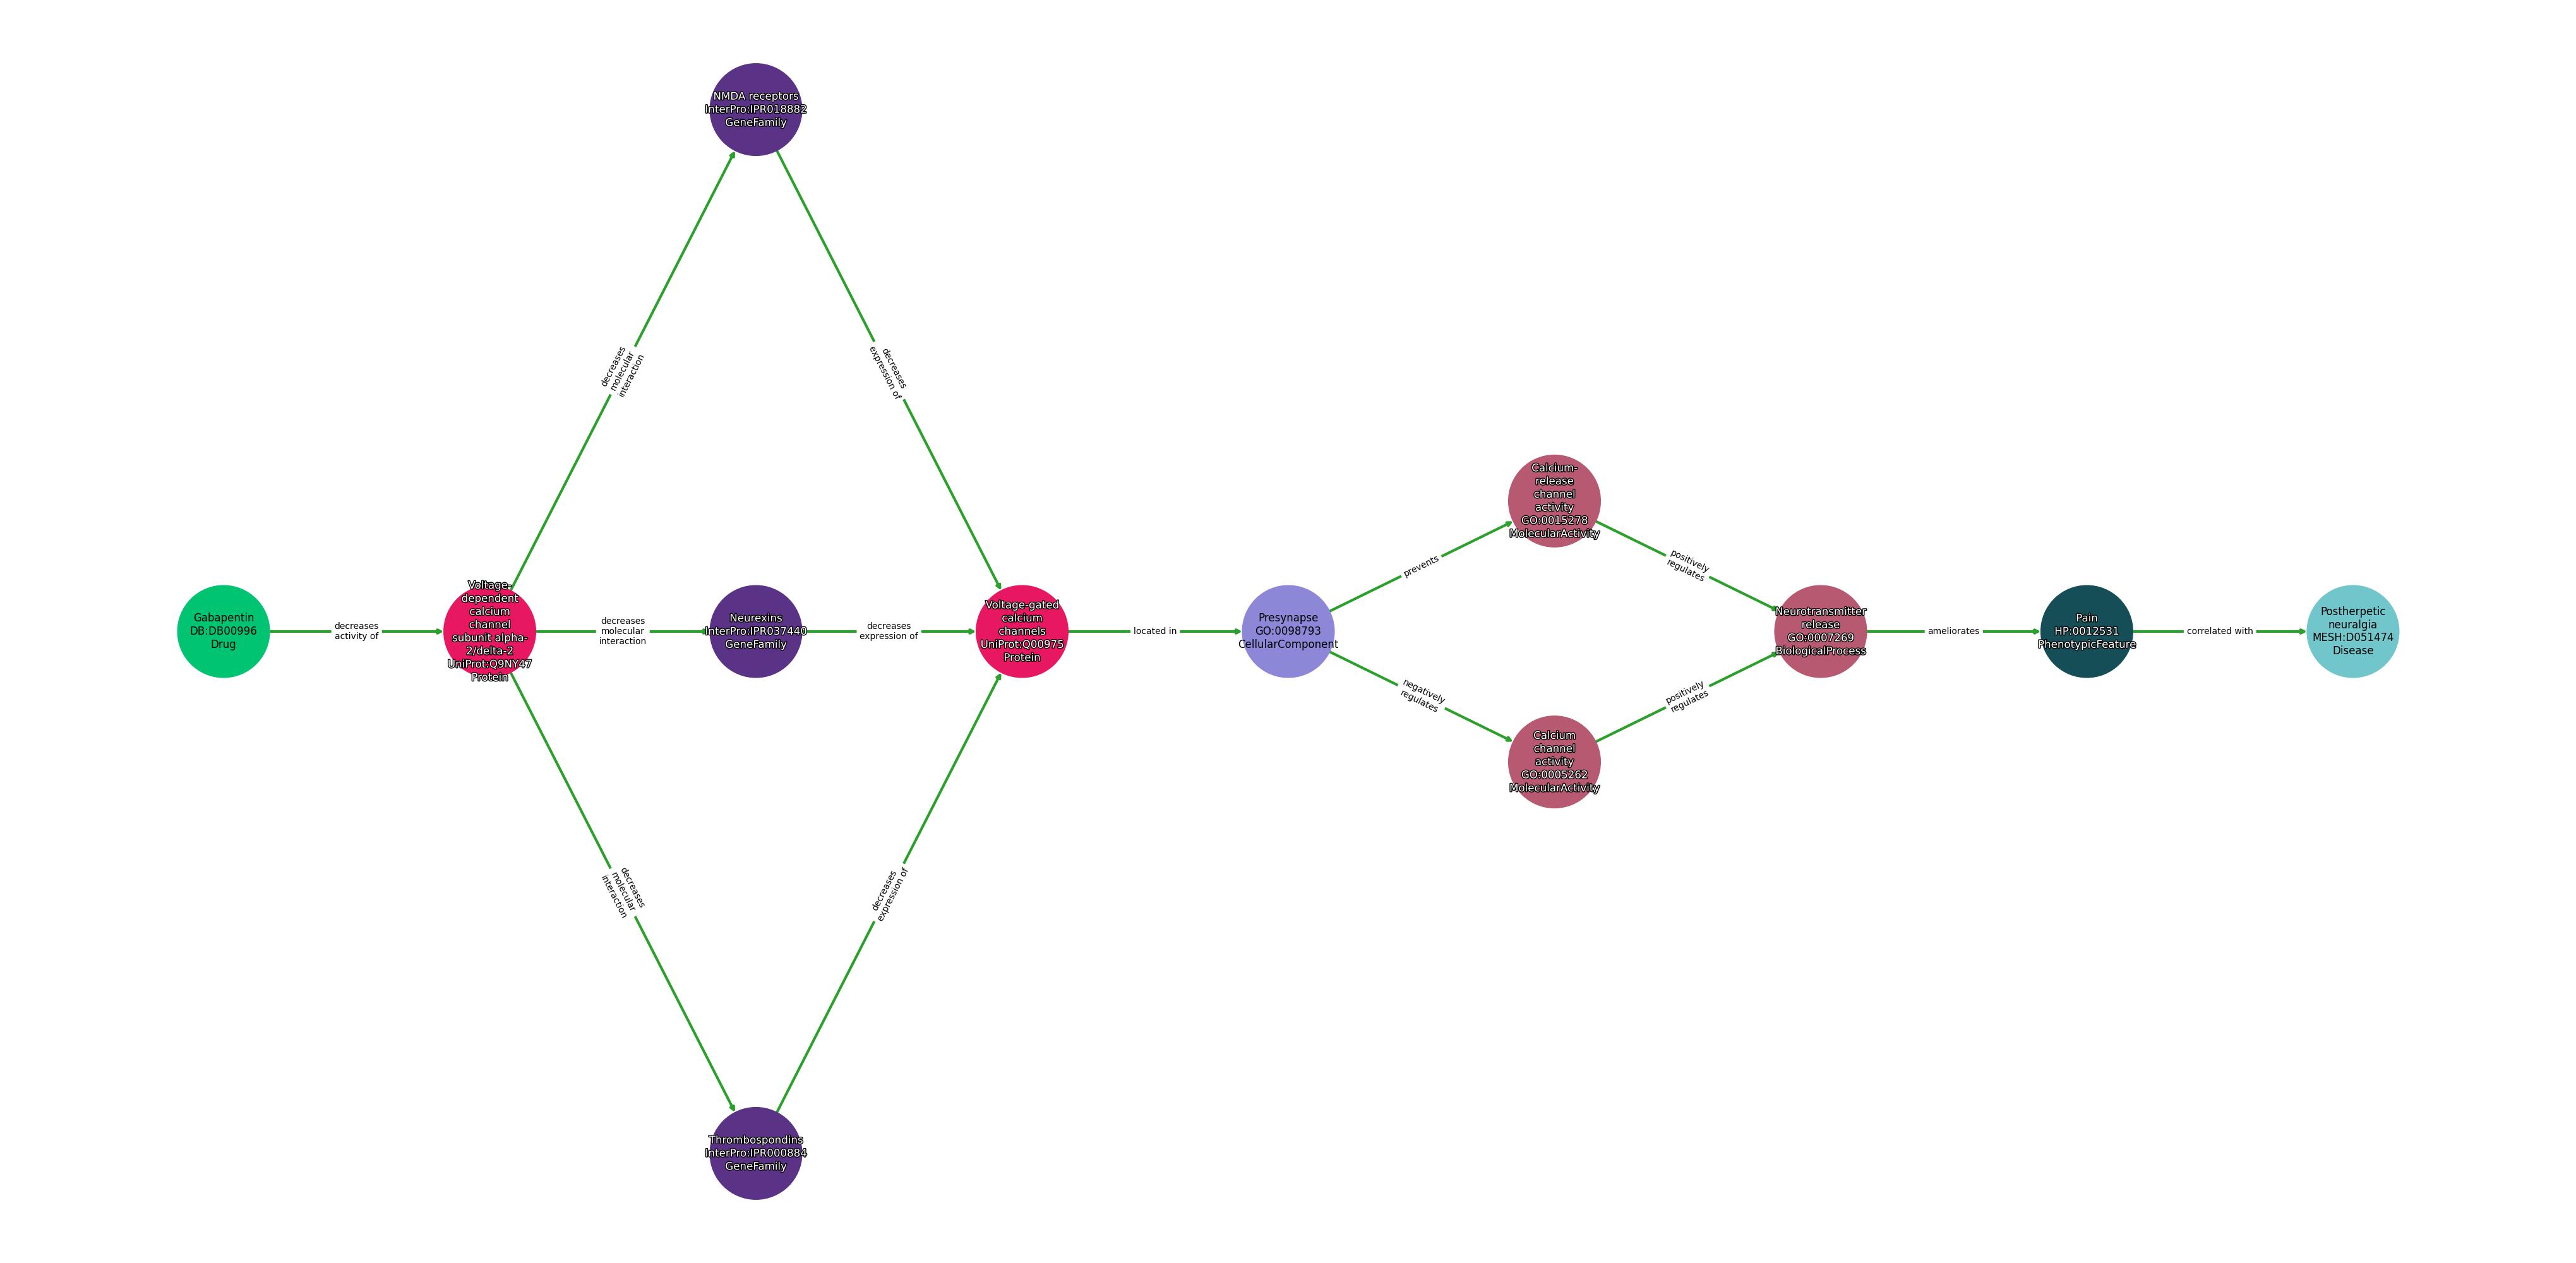 NMDA receptors
InterPro:IPR018882
GeneFamily
decreases
molecular
interaction
decreases
expression of
Gabapentin
DB:DB00996
Drug
decreases
activity of
Voltage-
dependent
calcium
channel
subunit alpha-
2/delta-2
UniProt:Q9NY47
Protein
decreases
molecular
interaction
Neurexins
InterPro:IPR037440
GeneFamily
decreases
expression of
Voltage-gated
calcium
channels
UniProt:Q00975
Protein
located in
Presynapse
GO:0098793
CellularComponent
prevents
Calcium-
release
channel
activity
GO:0015278
MolecularActivity
positively
regulates
negatively
regulates
Calcium
channel
activity
GO:0005262
MolecularActivity
positively
regulates
Neurotransmitter
release
GO:0007269
BiologicalProcess
ameliorates
Pain
HP:0012531
PhenotypicFeature
correlated with
Postherpetic
neuralgia
MESH:D051474
Disease
decreases
molecular
interaction
decreases
expression of
Thrombospondins
InterPro:IPR000884
GeneFamily